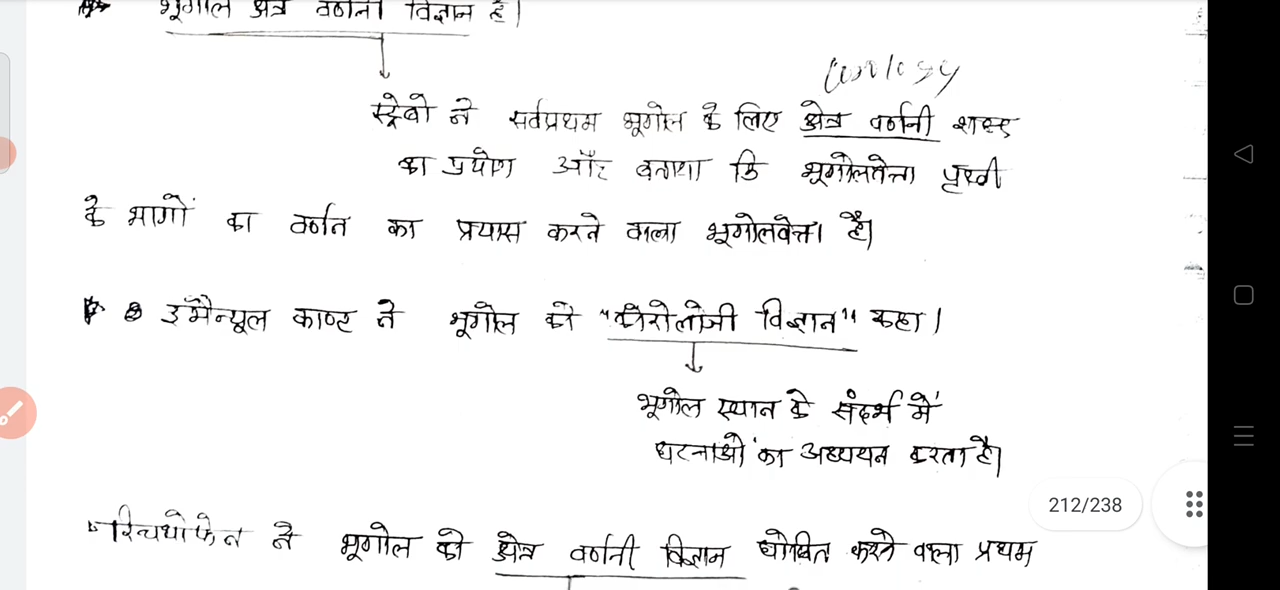 भूगोल क्षेत्र वर्णनी विज्ञान है।
स्ट्रेबो ने सर्वप्रथम भूगोल के लिए क्षेत्र वर्णनी शब्द
का प्रयोग और बताया कि भूगोलवेत्ता पृथ्वी
के भागों का वर्णन का प्रयास करने वाला भूगोलवेत्ता है।
इमैन्यूल काण्ट ने भूगोल को "कोरोलोजी विज्ञान" कहा।
भूगोल स्थान के संदर्भ में
घटनाओं का अध्ययन करता है।
212/238
रिचथोफेन ने भूगोल को क्षेत्र वर्णनी विज्ञान घोषित करने वाला प्रथम